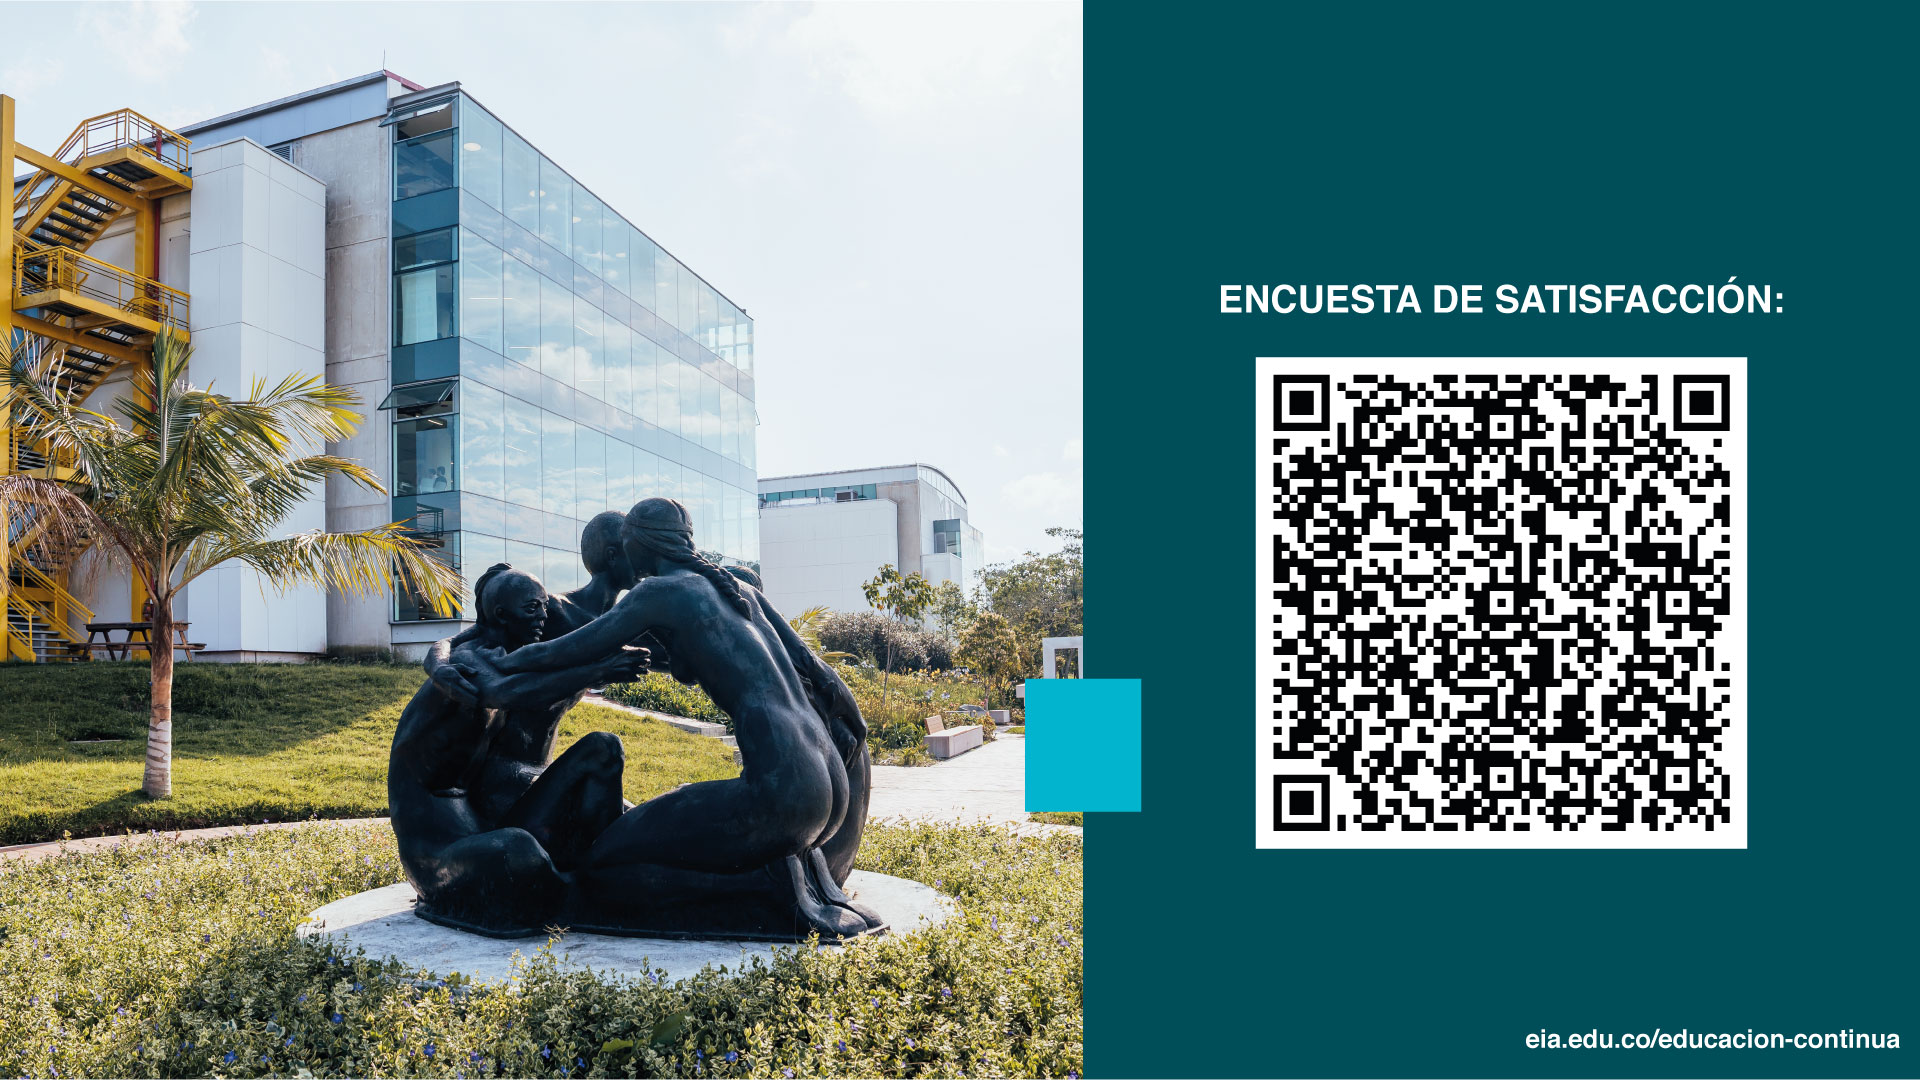 ENCUESTA DE SATISFACCIÓN:
eia.edu.co/educacion-continua